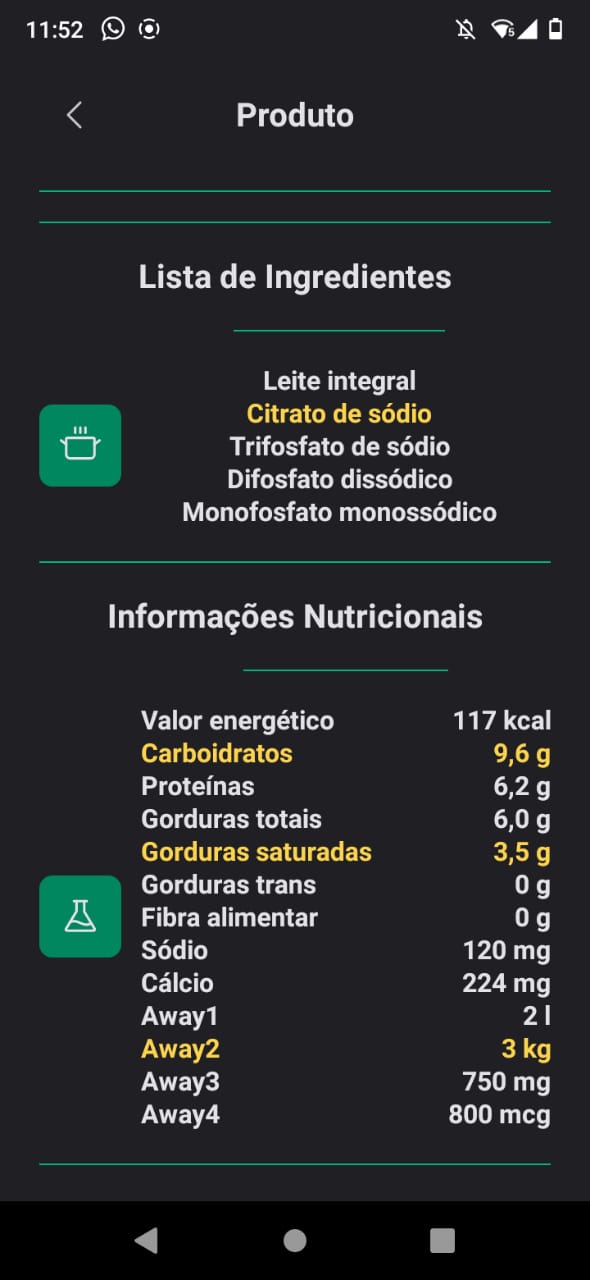 11:52
5
Produto
Lista de Ingredientes
Leite integral
Citrato de sódio
Trifosfato de sódio
Difosfato dissódico
Monofosfato monossódico
Informações Nutricionais
Valor energético 117 kcal
Carboidratos 9,6 g
Proteínas 6,2 g
Gorduras totais 6,0 g
Gorduras saturadas 3,5 g
Gorduras trans 0 g
Fibra alimentar 0 g
Sódio 120 mg
Cálcio 224 mg
Away1 2 l
Away2 3 kg
Away3 750 mg
Away4 800 mcg